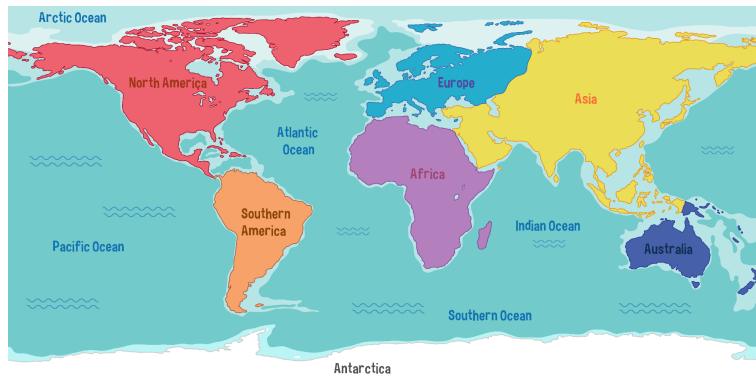 Arctic Ocean
North America
Europe
Asia
Atlantic
Ocean
Africa
Southern
America
Pacific Ocean
Indian Ocean
Australia
Southern Ocean
Antarctica